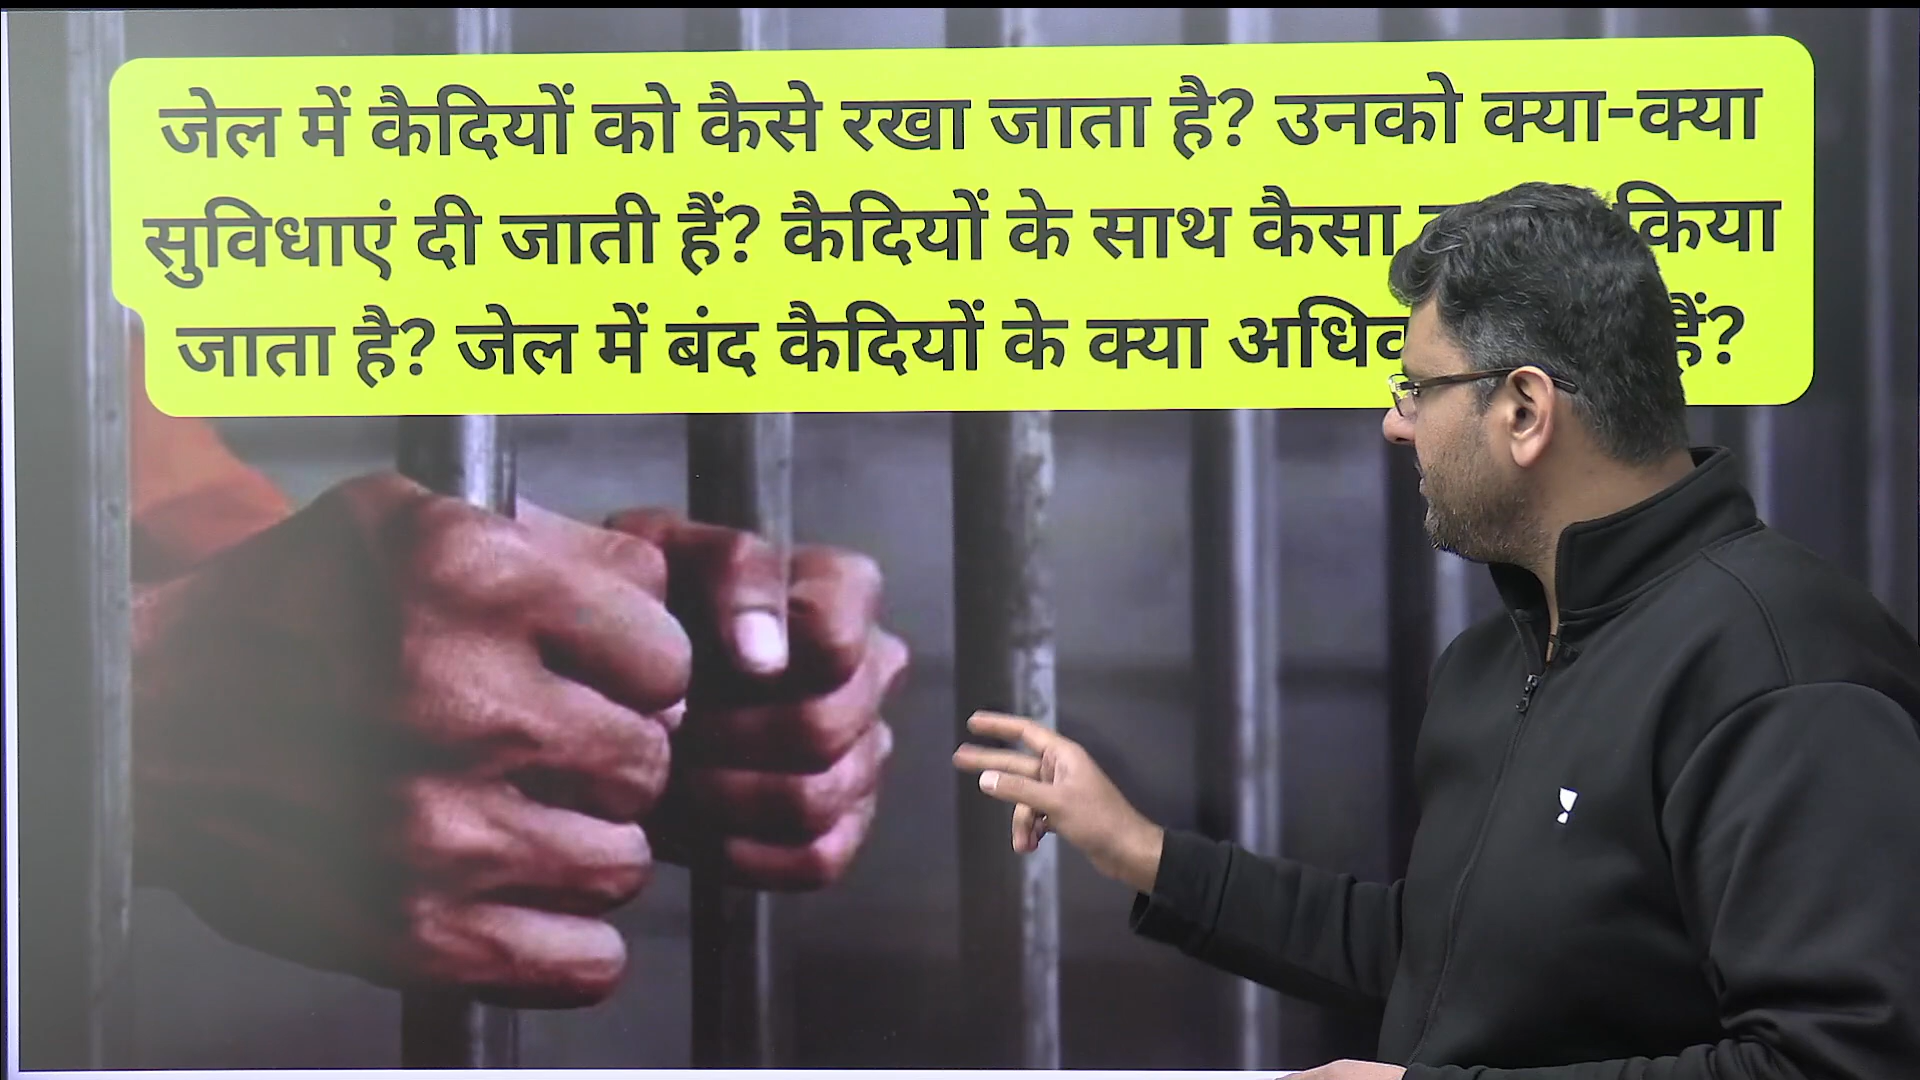 जेल में कैदियों को कैसे रखा जाता है? उनको क्या-क्या
सुविधाएं दी जाती हैं? कैदियों के साथ कैसा किया
जाता है? जेल में बंद कैदियों के क्या हैं?